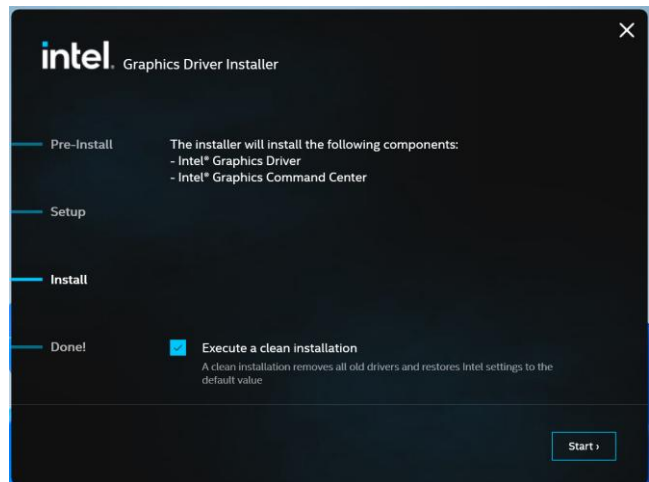 intel. Graphics Driver Installer
Pre-Install
The installer will install the following components:
- Intel® Graphics Driver
- Intel® Graphics Command Center
Setup
Install
Done!
Execute a clean installation
A clean installation removes all old drivers and restores Intel settings to the
default value
Start ›